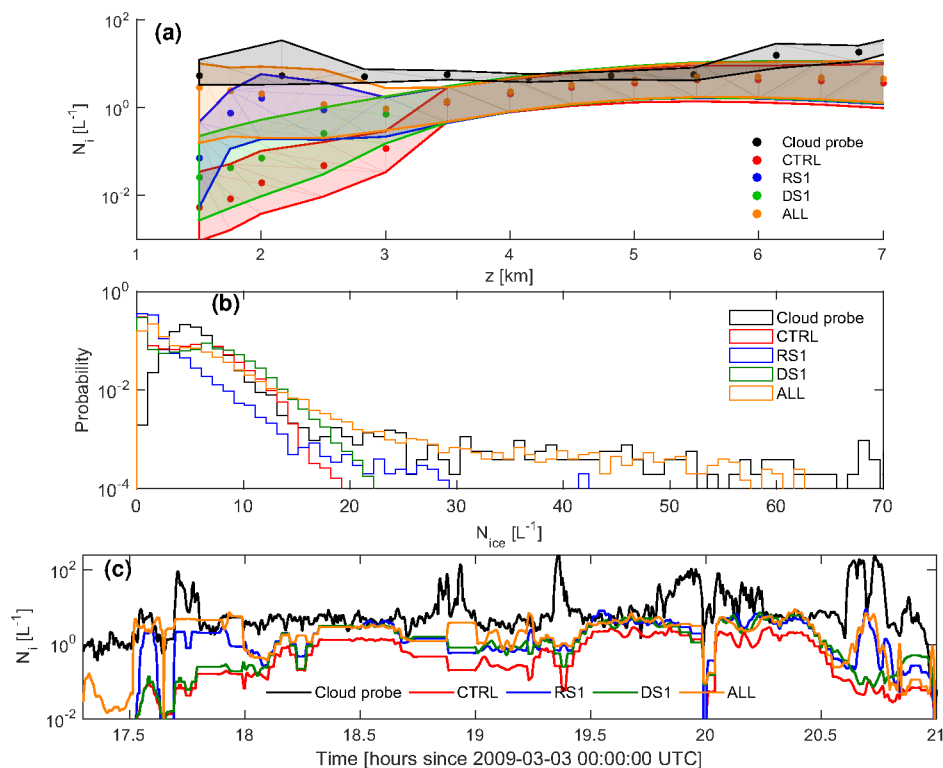 (a)
10^2
10^0
10^-2
N_i [L^-1]
Cloud probe
CTRL
RS1
DS1
ALL
1 2 3 4 5 6 7
z [km]
(b)
10^0
10^-2
10^-4
Probability
Cloud probe
CTRL
RS1
DS1
ALL
0 10 20 30 40 50 60 70
N_ice [L^-1]
(c)
10^2
10^0
10^-2
N_i [L^-1]
Cloud probe CTRL RS1 DS1 ALL
17.5 18 18.5 19 19.5 20 20.5 21
Time [hours since 2009-03-03 00:00:00 UTC]